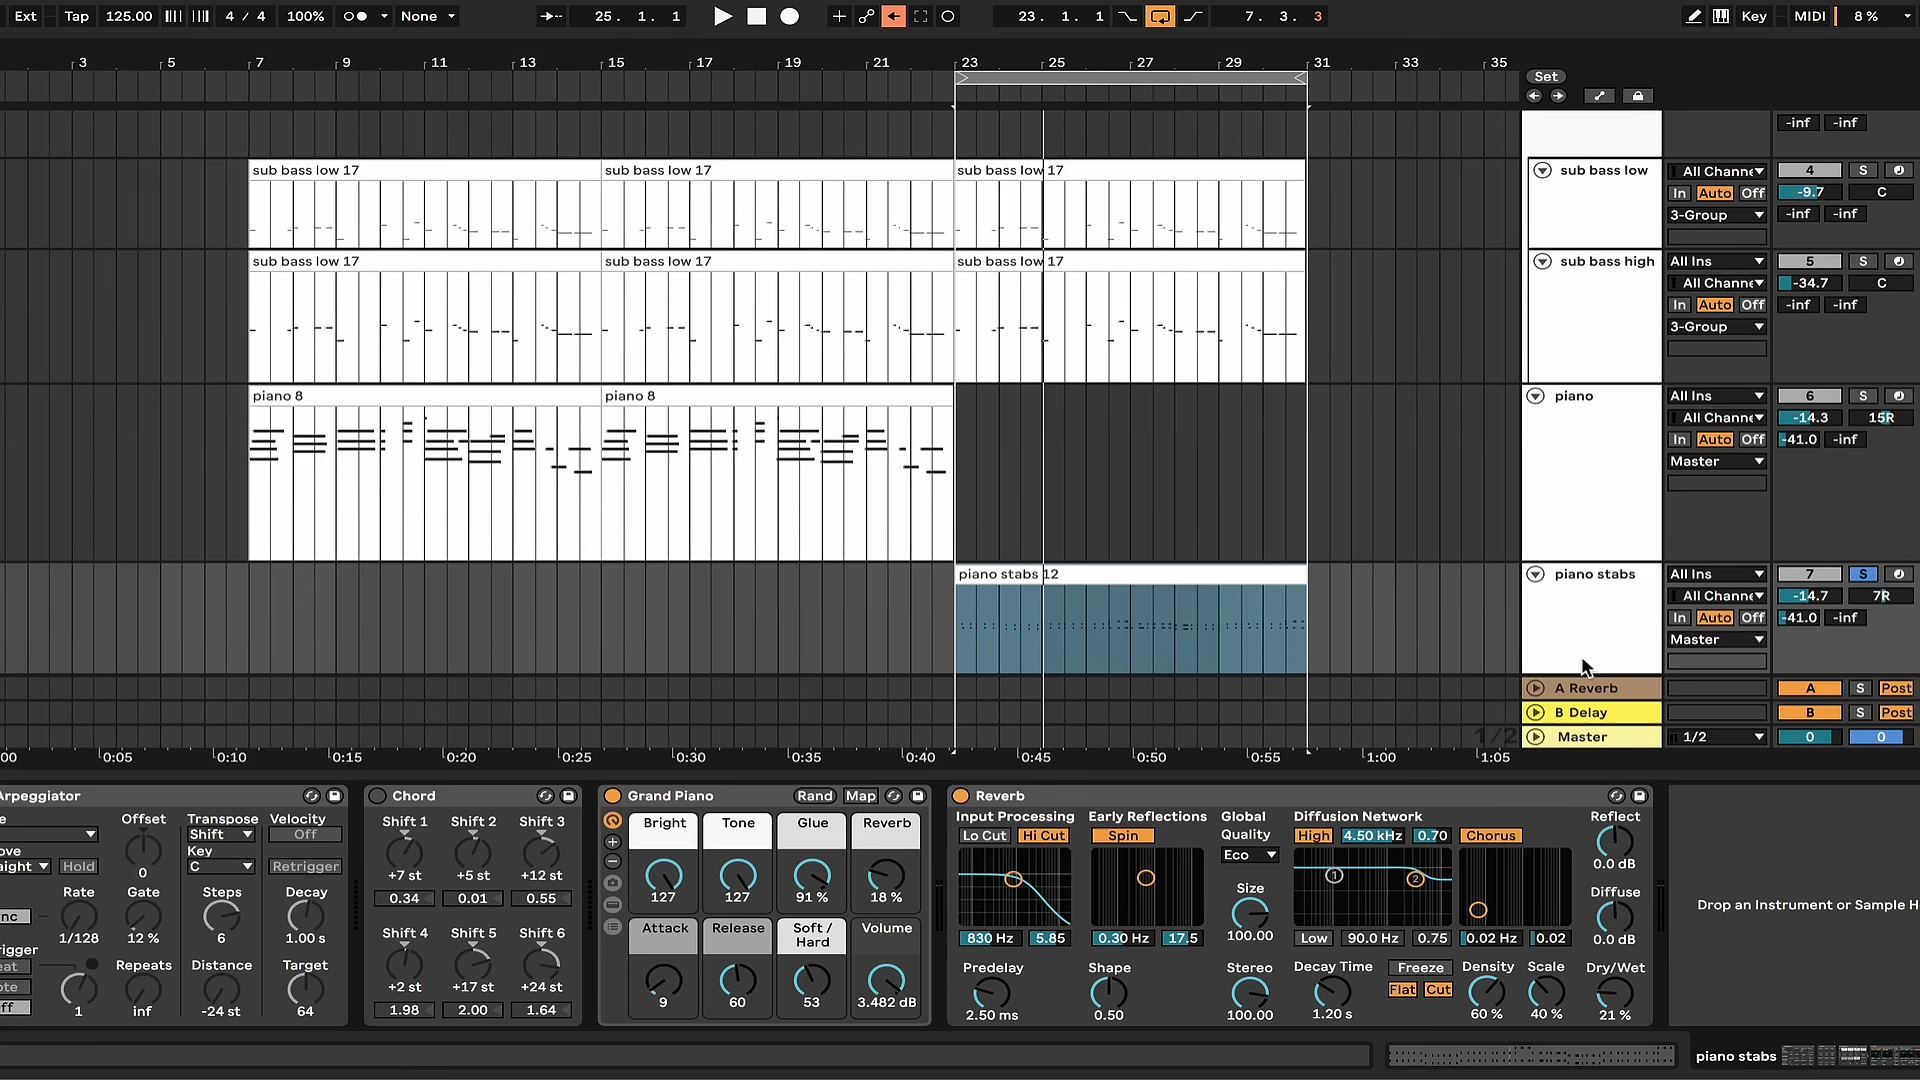 Ext Tap 125.00 4 / 4 100% None 25. 1. 1 23. 1. 1 7. 3. 3 Key MIDI 8 %
3 5 7 9 11 13 15 17 19 21 23 25 27 29 31 33 35
Set
-inf -inf
sub bass low 17 sub bass low 17 sub bass low 17 sub bass low All Channe 4 S
In Auto Off -9.7 C
3-Group -inf -inf
sub bass low 17 sub bass low 17 sub bass low 17 sub bass high All Ins 5 S
All Channe -34.7 C
In Auto Off -inf -inf
3-Group
piano 8 piano 8 piano All Ins 6 S
All Channe -14.3 15R
In Auto Off -41.0 -inf
Master
piano stabs 12 piano stabs All Ins 7 S
All Channe -14.7 7R
In Auto Off -41.0 -inf
Master
A Reverb A S Post
B Delay B S Post
1/2 Master 1/2 0 0
:00 0:05 0:10 0:15 0:20 0:25 0:30 0:35 0:40 0:45 0:50 0:55 1:00 1:05
Arpeggiator
Offset Transpose Velocity
Shift Off
Key
aight Hold 0 C Retrigger
Rate Gate Steps Decay
1/128 12 % 6 1.00 s
Repeats Distance Target
1 inf -24 st 64
Chord
Shift 1 Shift 2 Shift 3
+7 st +5 st +12 st
0.34 0.01 0.55
Shift 4 Shift 5 Shift 6
+2 st +17 st +24 st
1.98 2.00 1.64
Grand Piano Rand Map
Bright Tone Glue Reverb
127 127 91 % 18 %
Attack Release Soft / Hard Volume
9 60 53 3.482 dB
Reverb
Input Processing Early Reflections Global Diffusion Network Reflect
Lo Cut Hi Cut Spin Quality High 4.50 kHz 0.70 Chorus
Eco 0.0 dB
1 2
Size Diffuse
830 Hz 5.85 0.30 Hz 17.5 100.00 Low 90.0 Hz 0.75 0.02 Hz 0.02 0.0 dB
Predelay Shape Stereo Decay Time Freeze Density Scale Dry/Wet
Flat Cut
2.50 ms 0.50 100.00 1.20 s 60 % 40 % 21 %
Drop an Instrument or Sample H
piano stabs